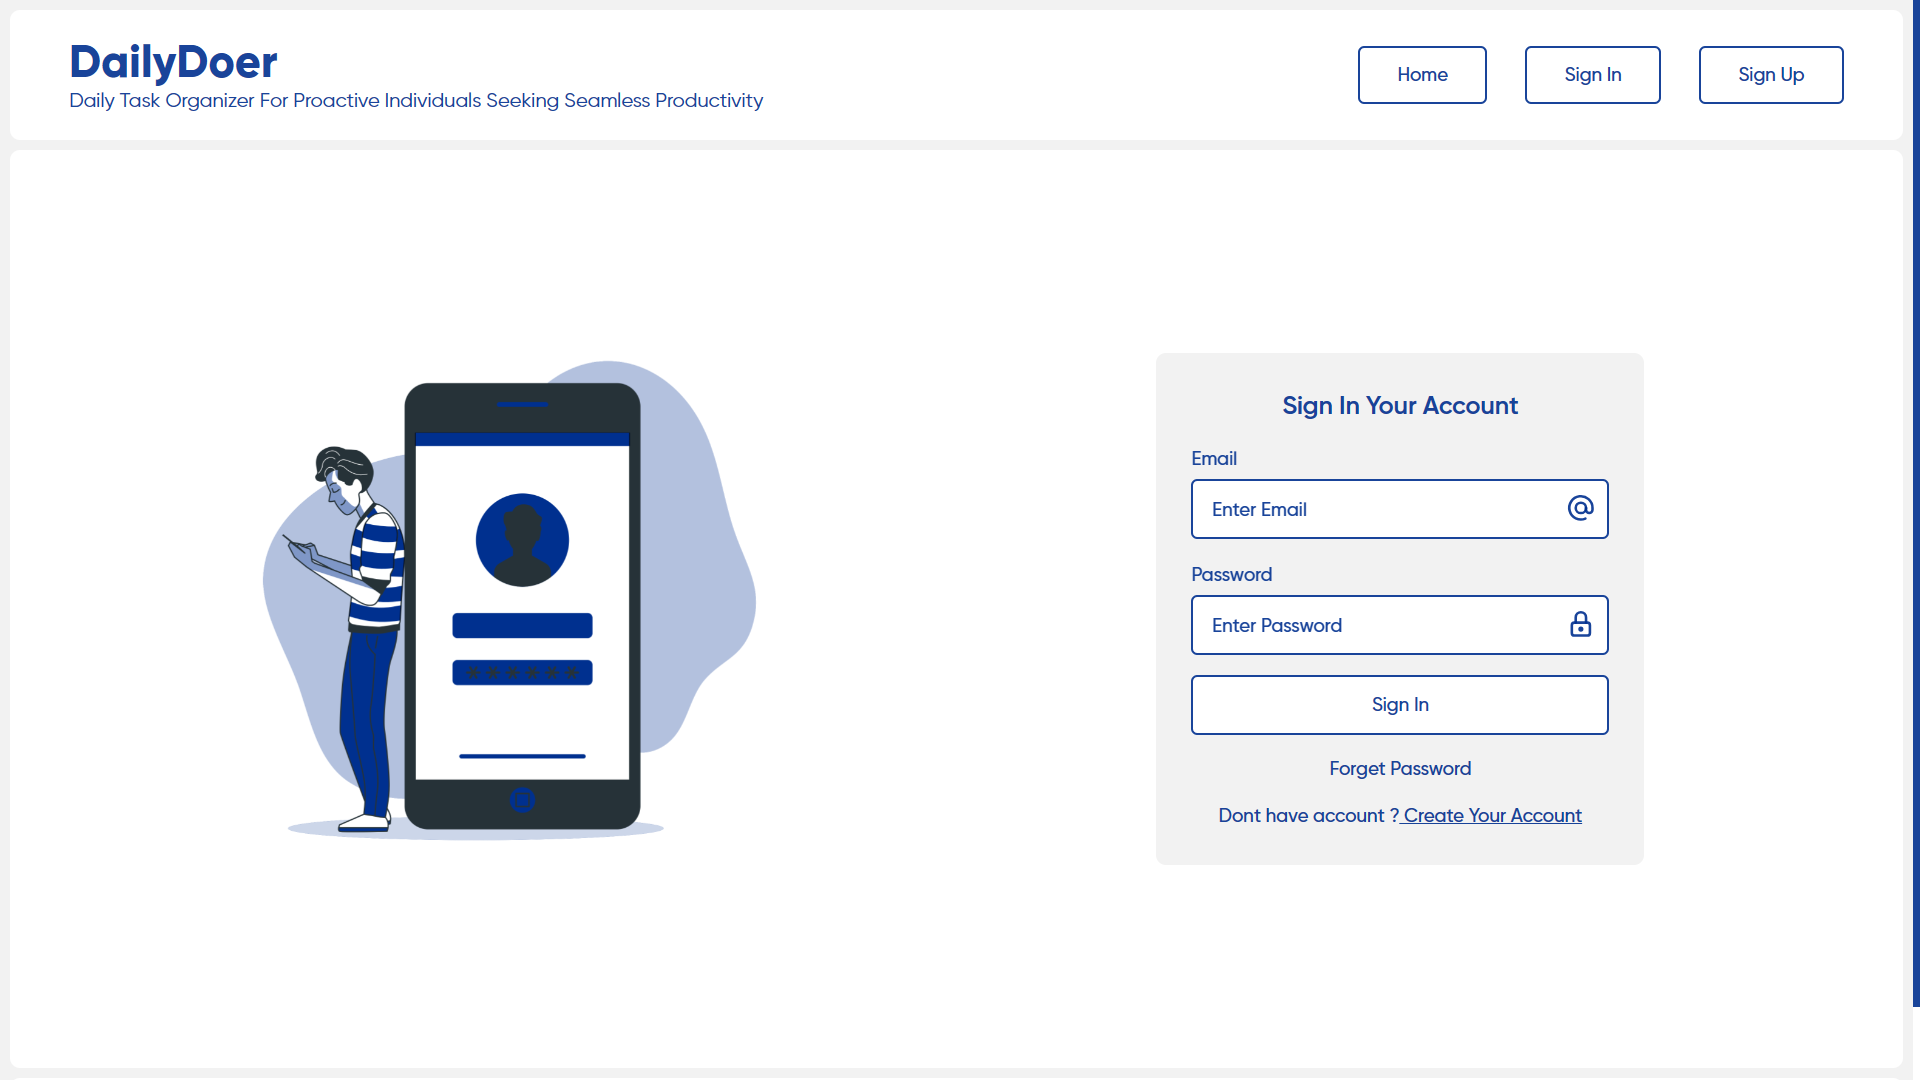 DailyDoer
Daily Task Organizer For Proactive Individuals Seeking Seamless Productivity
Home
Sign In
Sign Up
Sign In Your Account
Email
Enter Email
Password
Enter Password
Sign In
Forget Password
Dont have account ? Create Your Account